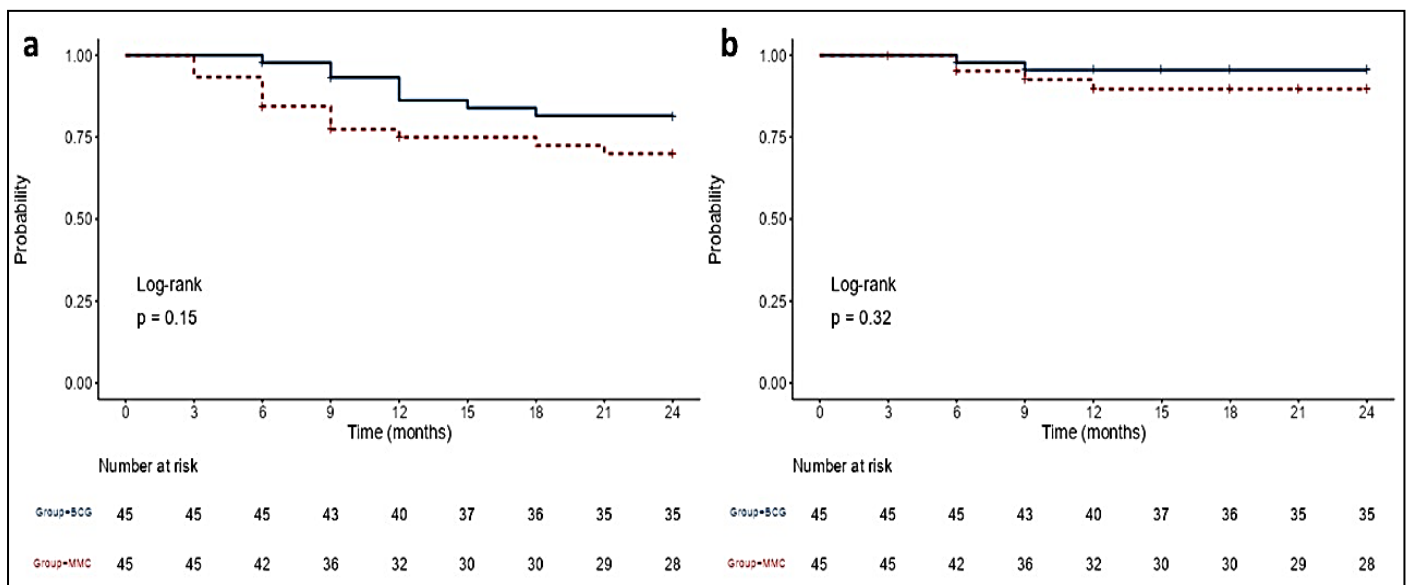 a
1.00
0.75
0.50
0.25
0.00
Probability
Log-rank
p = 0.15
0 3 6 9 12 15 18 21 24
Time (months)
Number at risk
Group=BCG 45 45 45 43 40 37 36 35 35
Group=MMC 45 45 42 36 32 30 30 29 28
b
1.00
0.75
0.50
0.25
0.00
Probability
Log-rank
p = 0.32
0 3 6 9 12 15 18 21 24
Time (months)
Number at risk
Group=BCG 45 45 45 43 40 37 36 35 35
Group=MMC 45 45 42 36 32 30 30 29 28